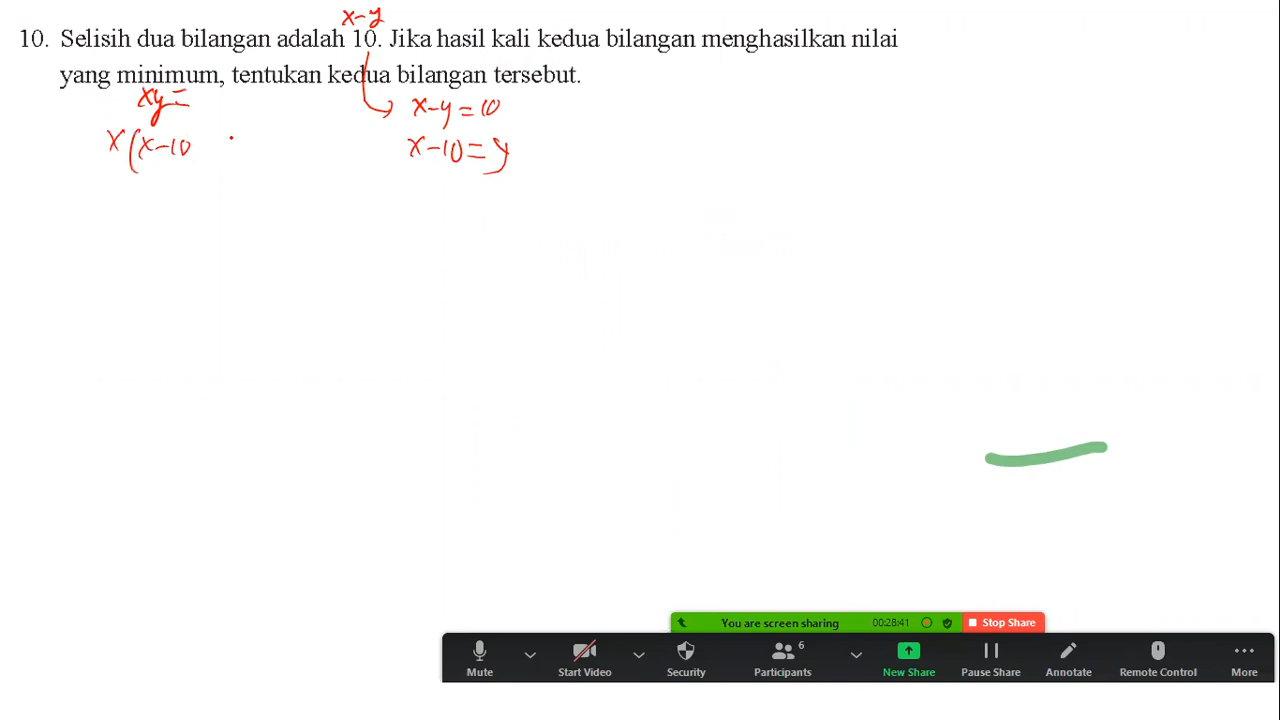 x-y
10. Selisih dua bilangan adalah 10. Jika hasil kali kedua bilangan menghasilkan nilai
yang minimum, tentukan kedua bilangan tersebut.
xy =
x-y = 10
x(x-10
x-10 = y
You are screen sharing 00:28:41 Stop Share
6
Mute Start Video Security Participants New Share Pause Share Annotate Remote Control More